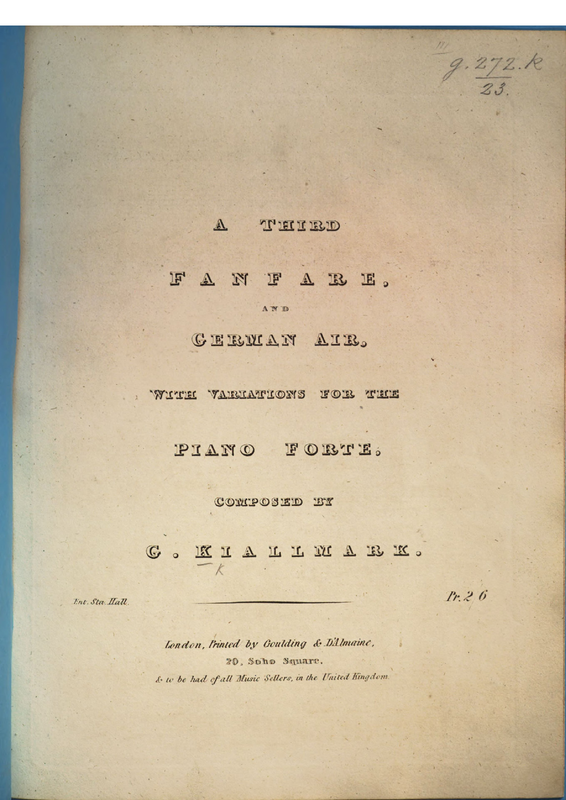 g.272.k
23.
A THIRD
FANFARE,
AND
GERMAN AIR,
WITH VARIATIONS FOR THE
PIANO FORTE,
COMPOSED BY
G. KIALLMARK.
K
Ent. Sta. Hall.
Pr. 2 6
London, Printed by Goulding & D'Almaine,
20, Soho Square,
& to be had of all Music Sellers, in the United Kingdom.